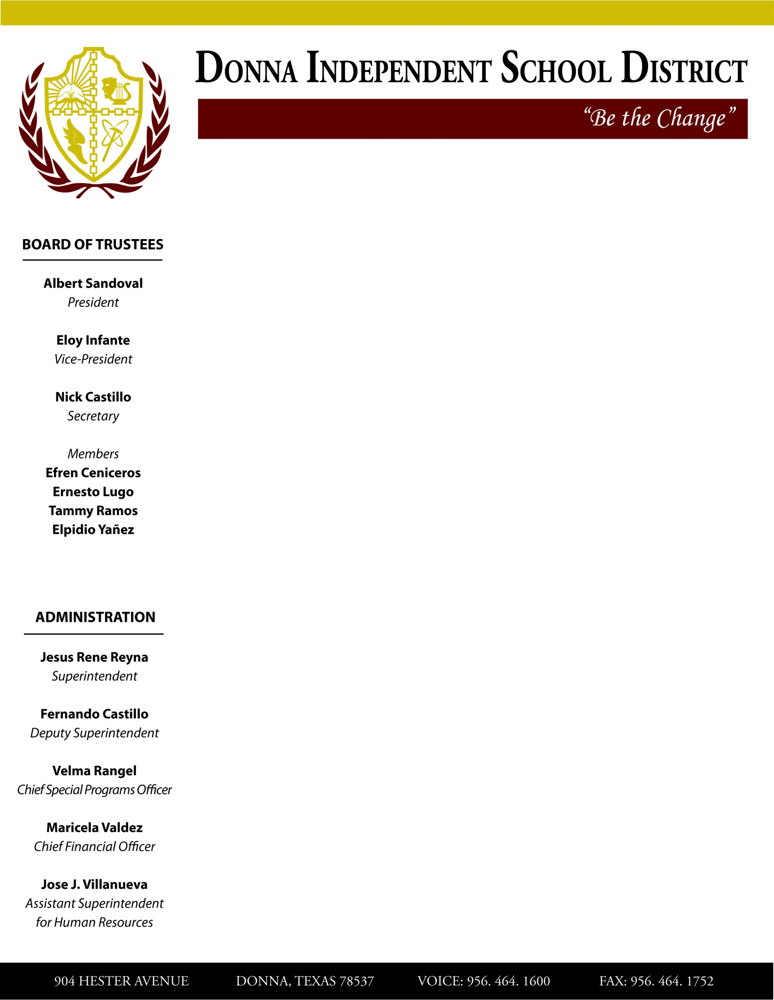 DONNA INDEPENDENT SCHOOL DISTRICT
“Be the Change”
BOARD OF TRUSTEES
Albert Sandoval
President
Eloy Infante
Vice-President
Nick Castillo
Secretary
Members
Efren Ceniceros
Ernesto Lugo
Tammy Ramos
Elpidio Yañez
ADMINISTRATION
Jesus Rene Reyna
Superintendent
Fernando Castillo
Deputy Superintendent
Velma Rangel
Chief Special Programs Officer
Maricela Valdez
Chief Financial Officer
Jose J. Villanueva
Assistant Superintendent
for Human Resources
904 HESTER AVENUE DONNA, TEXAS 78537 VOICE: 956. 464. 1600 FAX: 956. 464. 1752